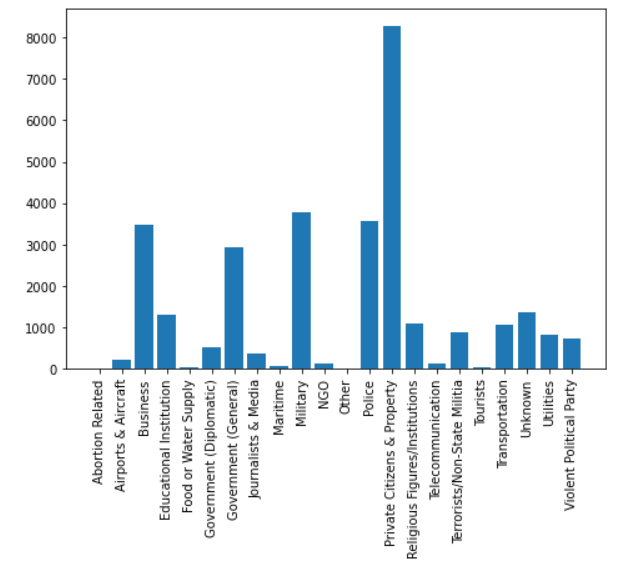 8000
7000
6000
5000
4000
3000
2000
1000
0
Abortion Related
Airports & Aircraft
Business
Educational Institution
Food or Water Supply
Government (Diplomatic)
Government (General)
Journalists & Media
Maritime
Military
NGO
Other
Police
Private Citizens & Property
Religious Figures/Institutions
Telecommunication
Terrorists/Non-State Militia
Tourists
Transportation
Unknown
Utilities
Violent Political Party